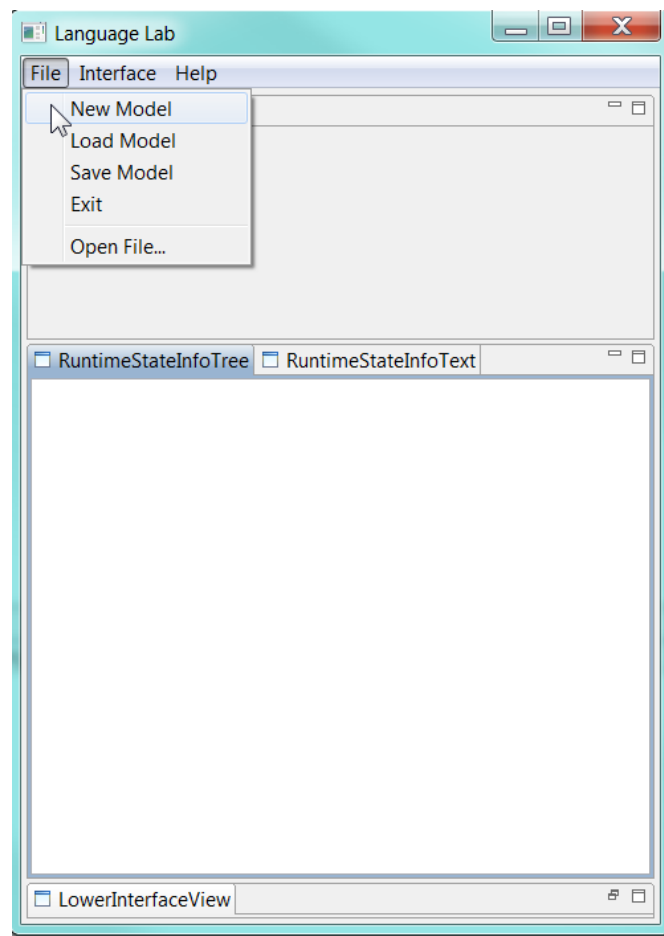 Language Lab
File Interface Help
New Model
Load Model
Save Model
Exit
Open File...
RuntimeStateInfoTree RuntimeStateInfoText
LowerInterfaceView